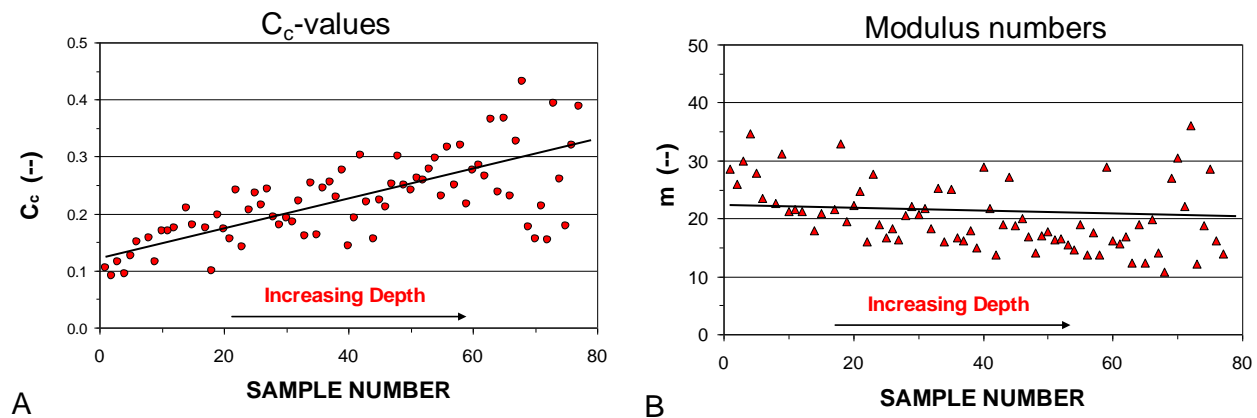 C_c-values
0.5
0.4
0.3
0.2
0.1
0.0
C_c (--)
Increasing Depth
0 20 40 60 80
SAMPLE NUMBER
A
Modulus numbers
50
40
30
20
10
0
m (--)
Increasing Depth
0 20 40 60 80
SAMPLE NUMBER
B